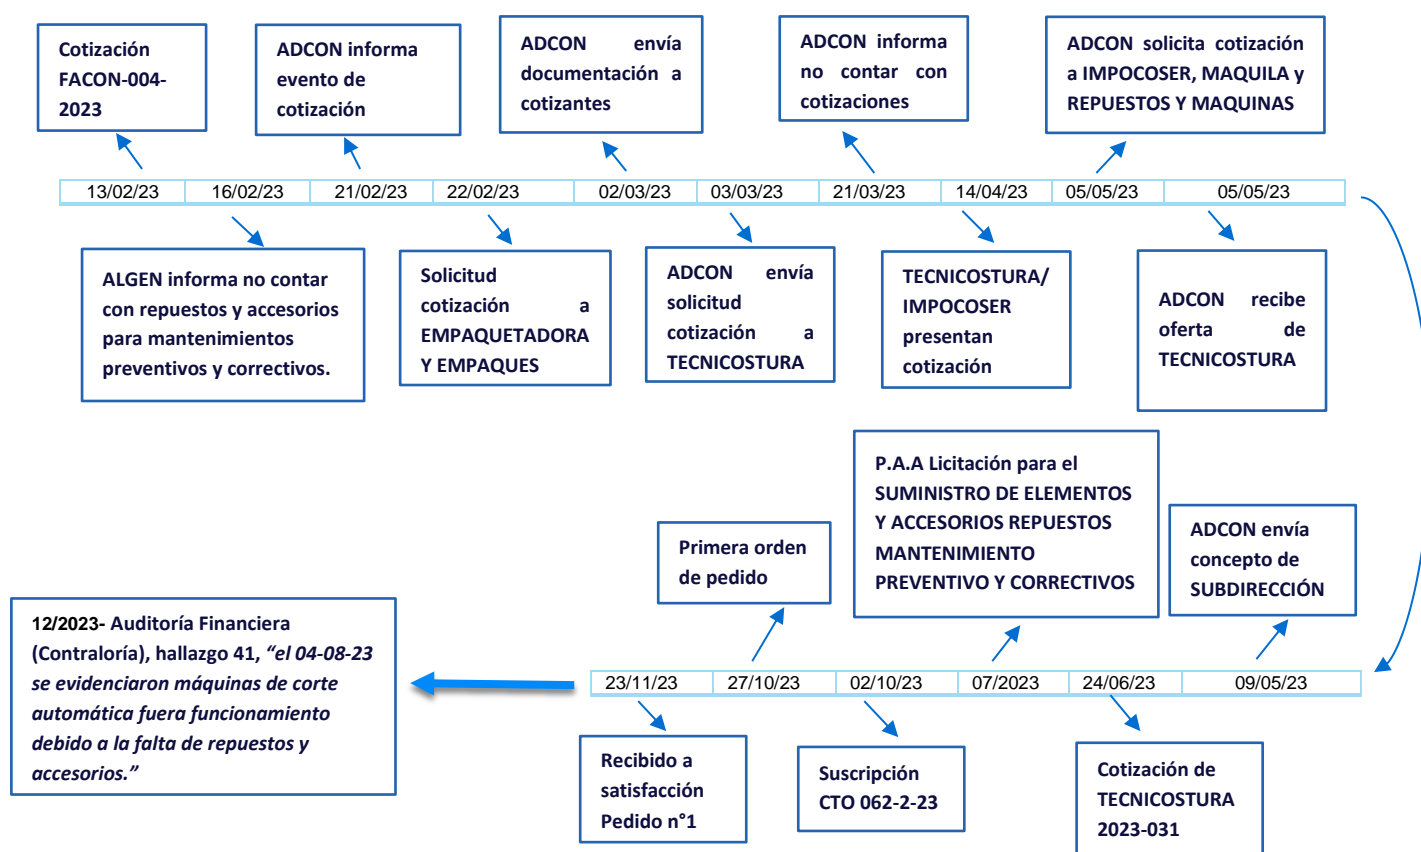 Cotización
FACON-004-
2023
ADCON informa
evento de
cotización
ADCON envía
documentación a
cotizantes
ADCON informa
no contar con
cotizaciones
ADCON solicita cotización
a IMPOCOSER, MAQUILA y
REPUESTOS Y MAQUINAS
13/02/23 16/02/23 21/02/23 22/02/23 02/03/23 03/03/23 21/03/23 14/04/23 05/05/23 05/05/23
ALGEN informa no contar
con repuestos y accesorios
para mantenimientos
preventivos y correctivos.
Solicitud
cotización a
EMPAQUETADORA
Y EMPAQUES
ADCON envía
solicitud
cotización a
TECNICOSTURA
TECNICOSTURA/
IMPOCOSER
presentan
cotización
ADCON recibe
oferta de
TECNICOSTURA
Primera orden
de pedido
P.A.A Licitación para el
SUMINISTRO DE ELEMENTOS
Y ACCESORIOS REPUESTOS
MANTENIMIENTO
PREVENTIVO Y CORRECTIVOS
ADCON envía
concepto de
SUBDIRECCIÓN
12/2023- Auditoría Financiera
(Contraloría), hallazgo 41, “el 04-08-23
se evidenciaron máquinas de corte
automática fuera funcionamiento
debido a la falta de repuestos y
accesorios.”
23/11/23 27/10/23 02/10/23 07/2023 24/06/23 09/05/23
Recibido a
satisfacción
Pedido n°1
Suscripción
CTO 062-2-23
Cotización de
TECNICOSTURA
2023-031